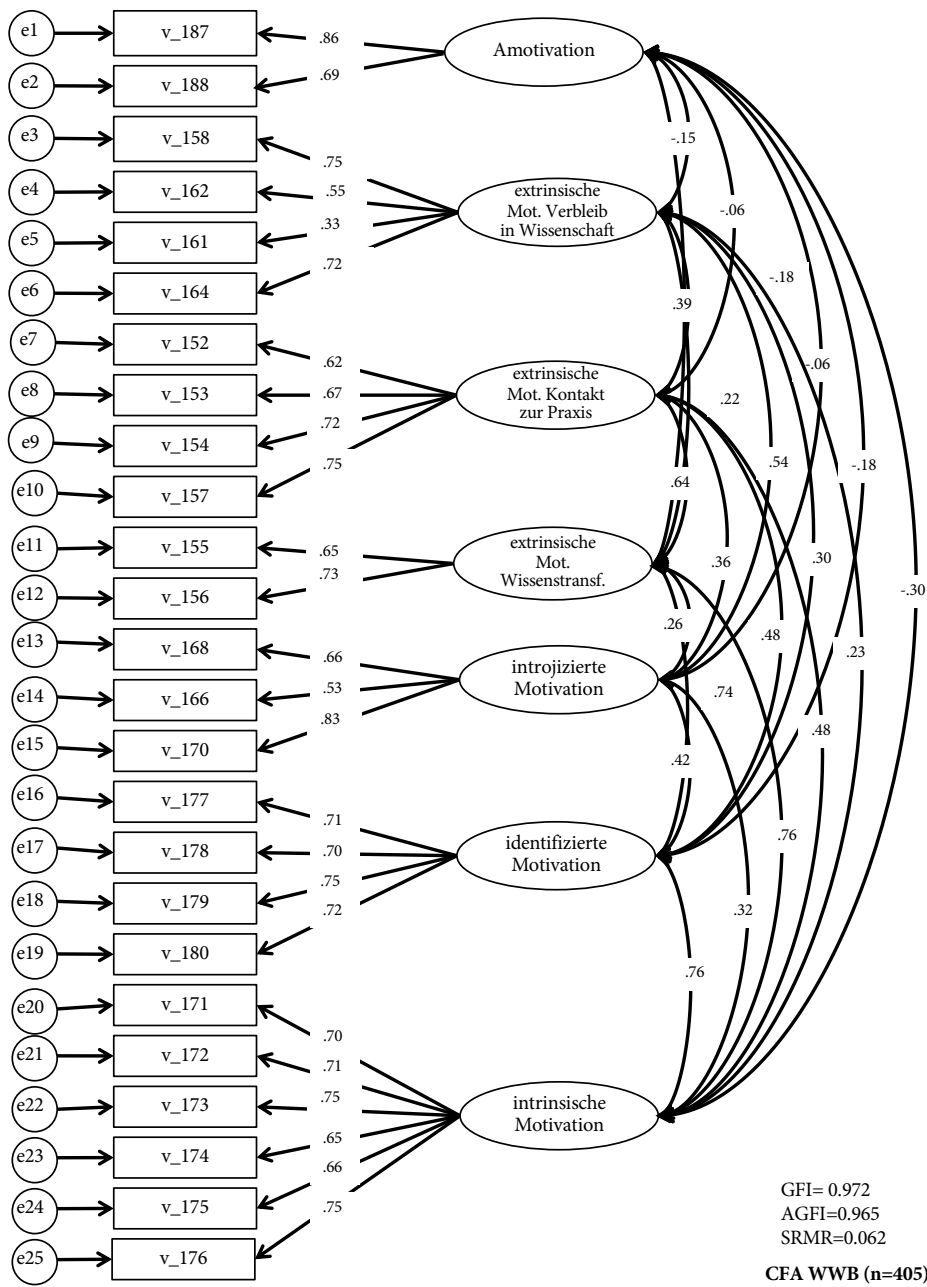 e1
v_187
.86
Amotivation
e2
v_188
.69
e3
v_158
.75
-.15
e4
v_162
.55
extrinsische
Mot. Verbleib
in Wissenschaft
-.06
e5
v_161
.33
e6
v_164
.72
-.18
.39
e7
v_152
.62
-.06
e8
v_153
.67
extrinsische
Mot. Kontakt
zur Praxis
.22
e9
v_154
.72
e10
v_157
.75
.64
.54
-.18
e11
v_155
.65
extrinsische
Mot.
Wissenstransf.
.36
.30
e12
v_156
.73
-.30
e13
v_168
.66
.26
.48
.23
e14
v_166
.53
introjizierte
Motivation
.74
e15
v_170
.83
.42
.48
e16
v_177
.71
e17
v_178
.70
identifizierte
Motivation
.76
e18
v_179
.75
.32
e19
v_180
.72
.76
e20
v_171
.70
e21
v_172
.71
e22
v_173
.75
intrinsische
Motivation
e23
v_174
.65
e24
v_175
.66
e25
v_176
.75
GFI= 0.972
AGFI=0.965
SRMR=0.062
CFA WWB (n=405)